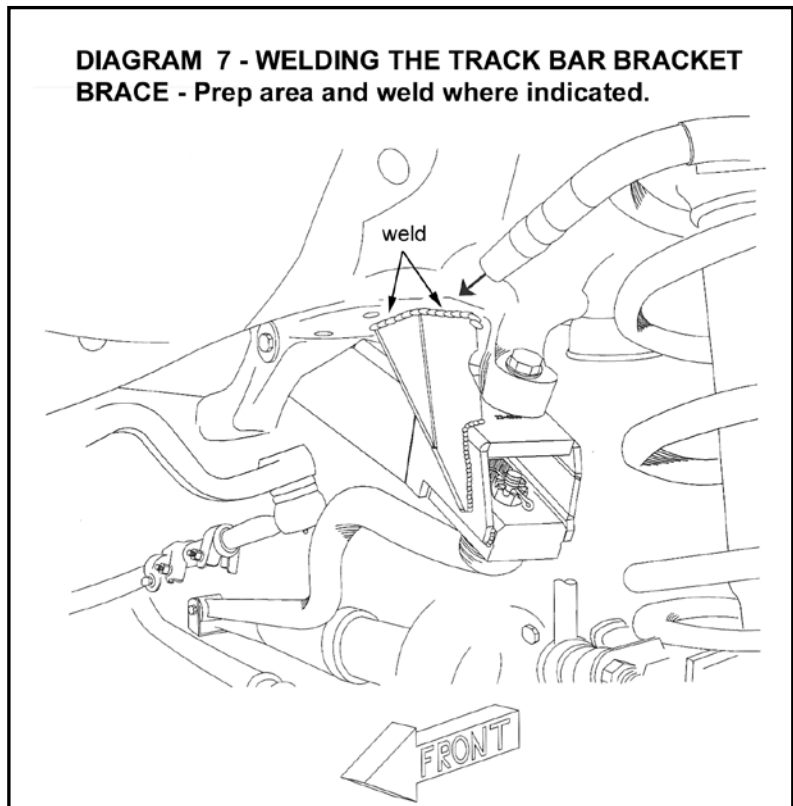 DIAGRAM 7 - WELDING THE TRACK BAR BRACKET
BRACE - Prep area and weld where indicated.
weld
FRONT